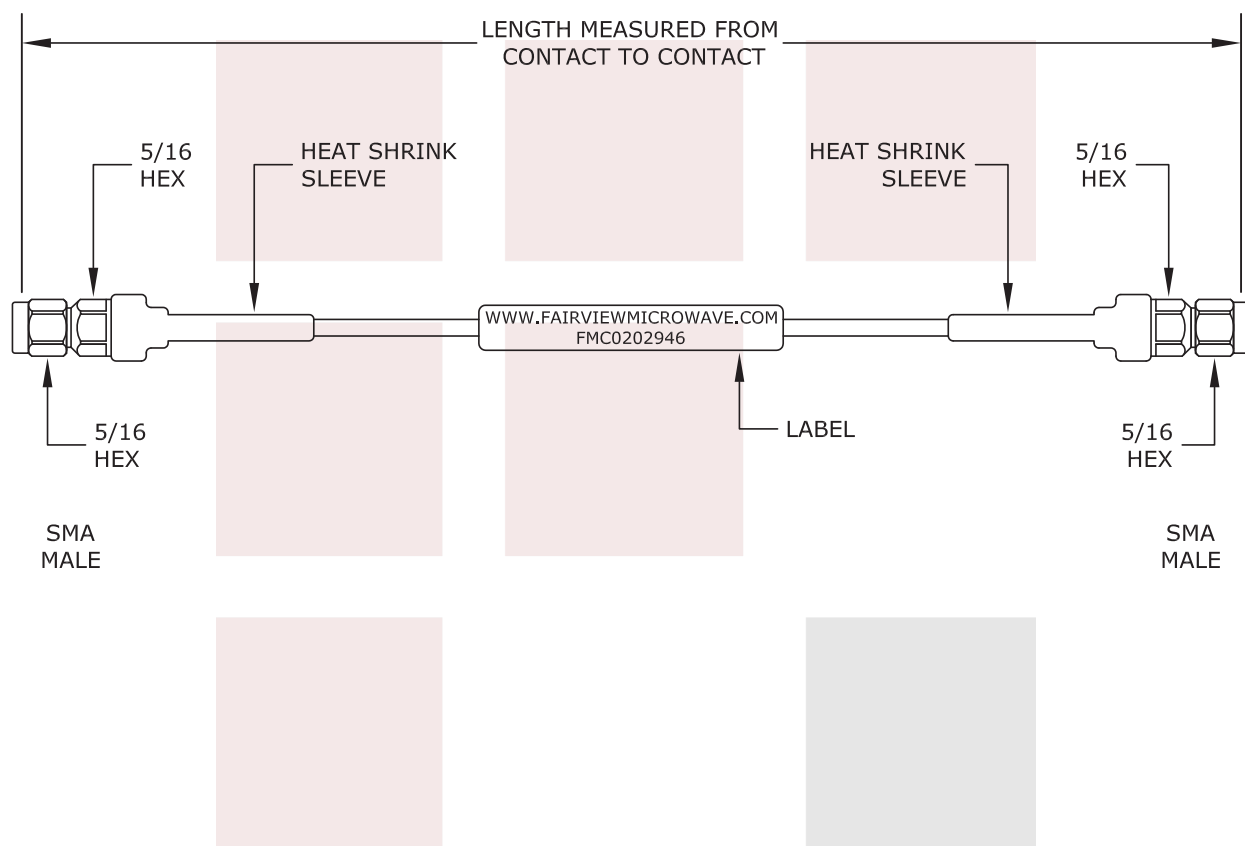 LENGTH MEASURED FROM
CONTACT TO CONTACT
5/16
HEX
HEAT SHRINK
SLEEVE
HEAT SHRINK
SLEEVE
5/16
HEX
WWW.FAIRVIEWMICROWAVE.COM
FMC0202946
5/16
HEX
LABEL
5/16
HEX
SMA
MALE
SMA
MALE